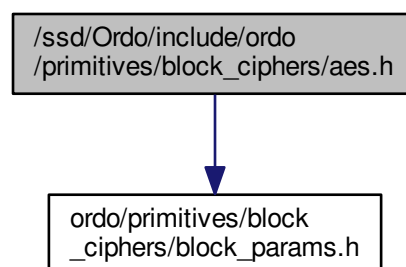 /ssd/Ordo/include/ordo
/primitives/block_ciphers/aes.h
ordo/primitives/block
_ciphers/block_params.h